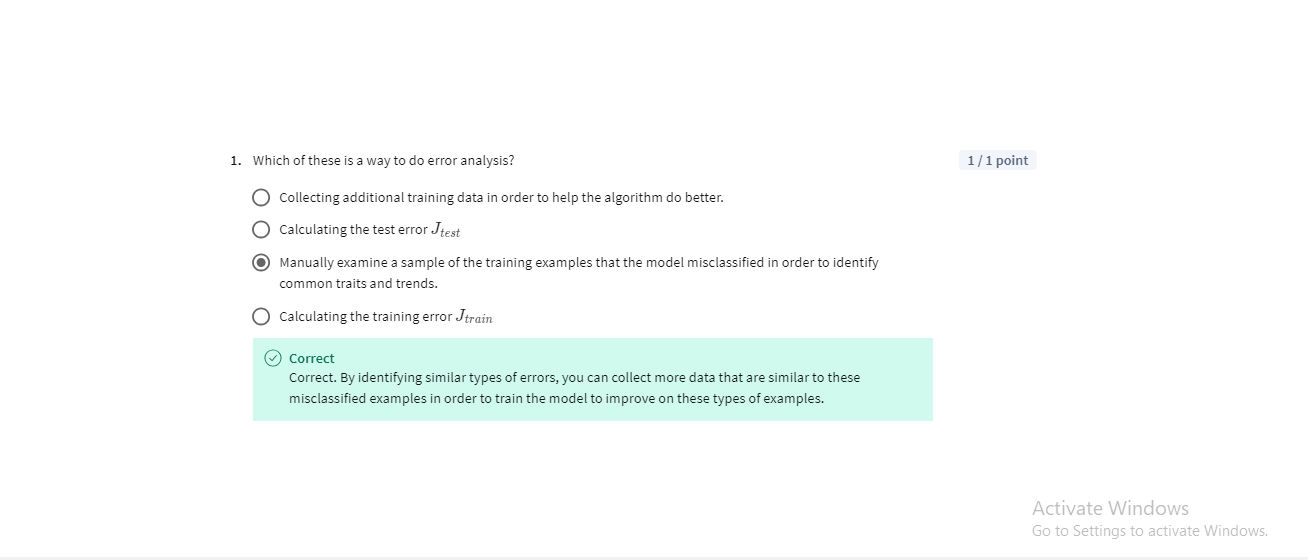 1. Which of these is a way to do error analysis?
1 / 1 point
Collecting additional training data in order to help the algorithm do better.
Calculating the test error J_test
Manually examine a sample of the training examples that the model misclassified in order to identify
common traits and trends.
Calculating the training error J_train
Correct
Correct. By identifying similar types of errors, you can collect more data that are similar to these
misclassified examples in order to train the model to improve on these types of examples.
Activate Windows
Go to Settings to activate Windows.